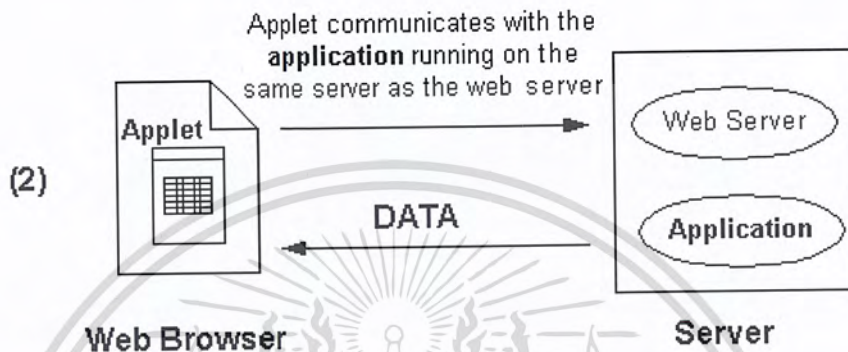 Applet communicates with the
application running on the
same server as the web server
Applet
Web Server
(2)
DATA
Application
Web Browser
Server